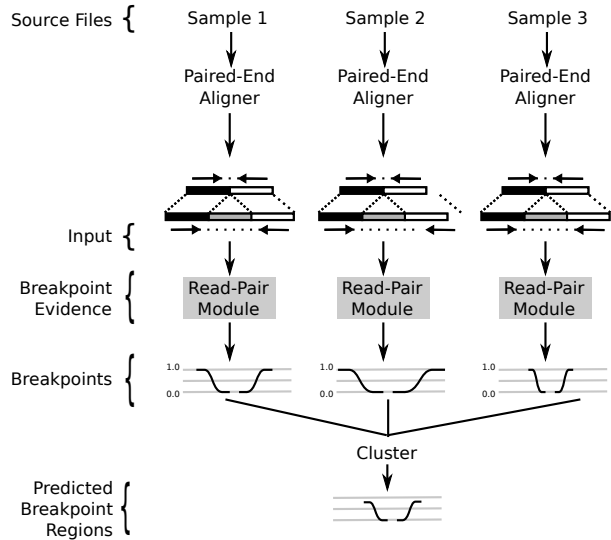 Source Files { Sample 1 Sample 2 Sample 3
Paired-End Paired-End Paired-End
Aligner Aligner Aligner
Input {
Breakpoint Read-Pair Read-Pair Read-Pair
Evidence Module Module Module
1.0 1.0 1.0
Breakpoints
0.0 0.0 0.0
Cluster
Predicted
Breakpoint
Regions